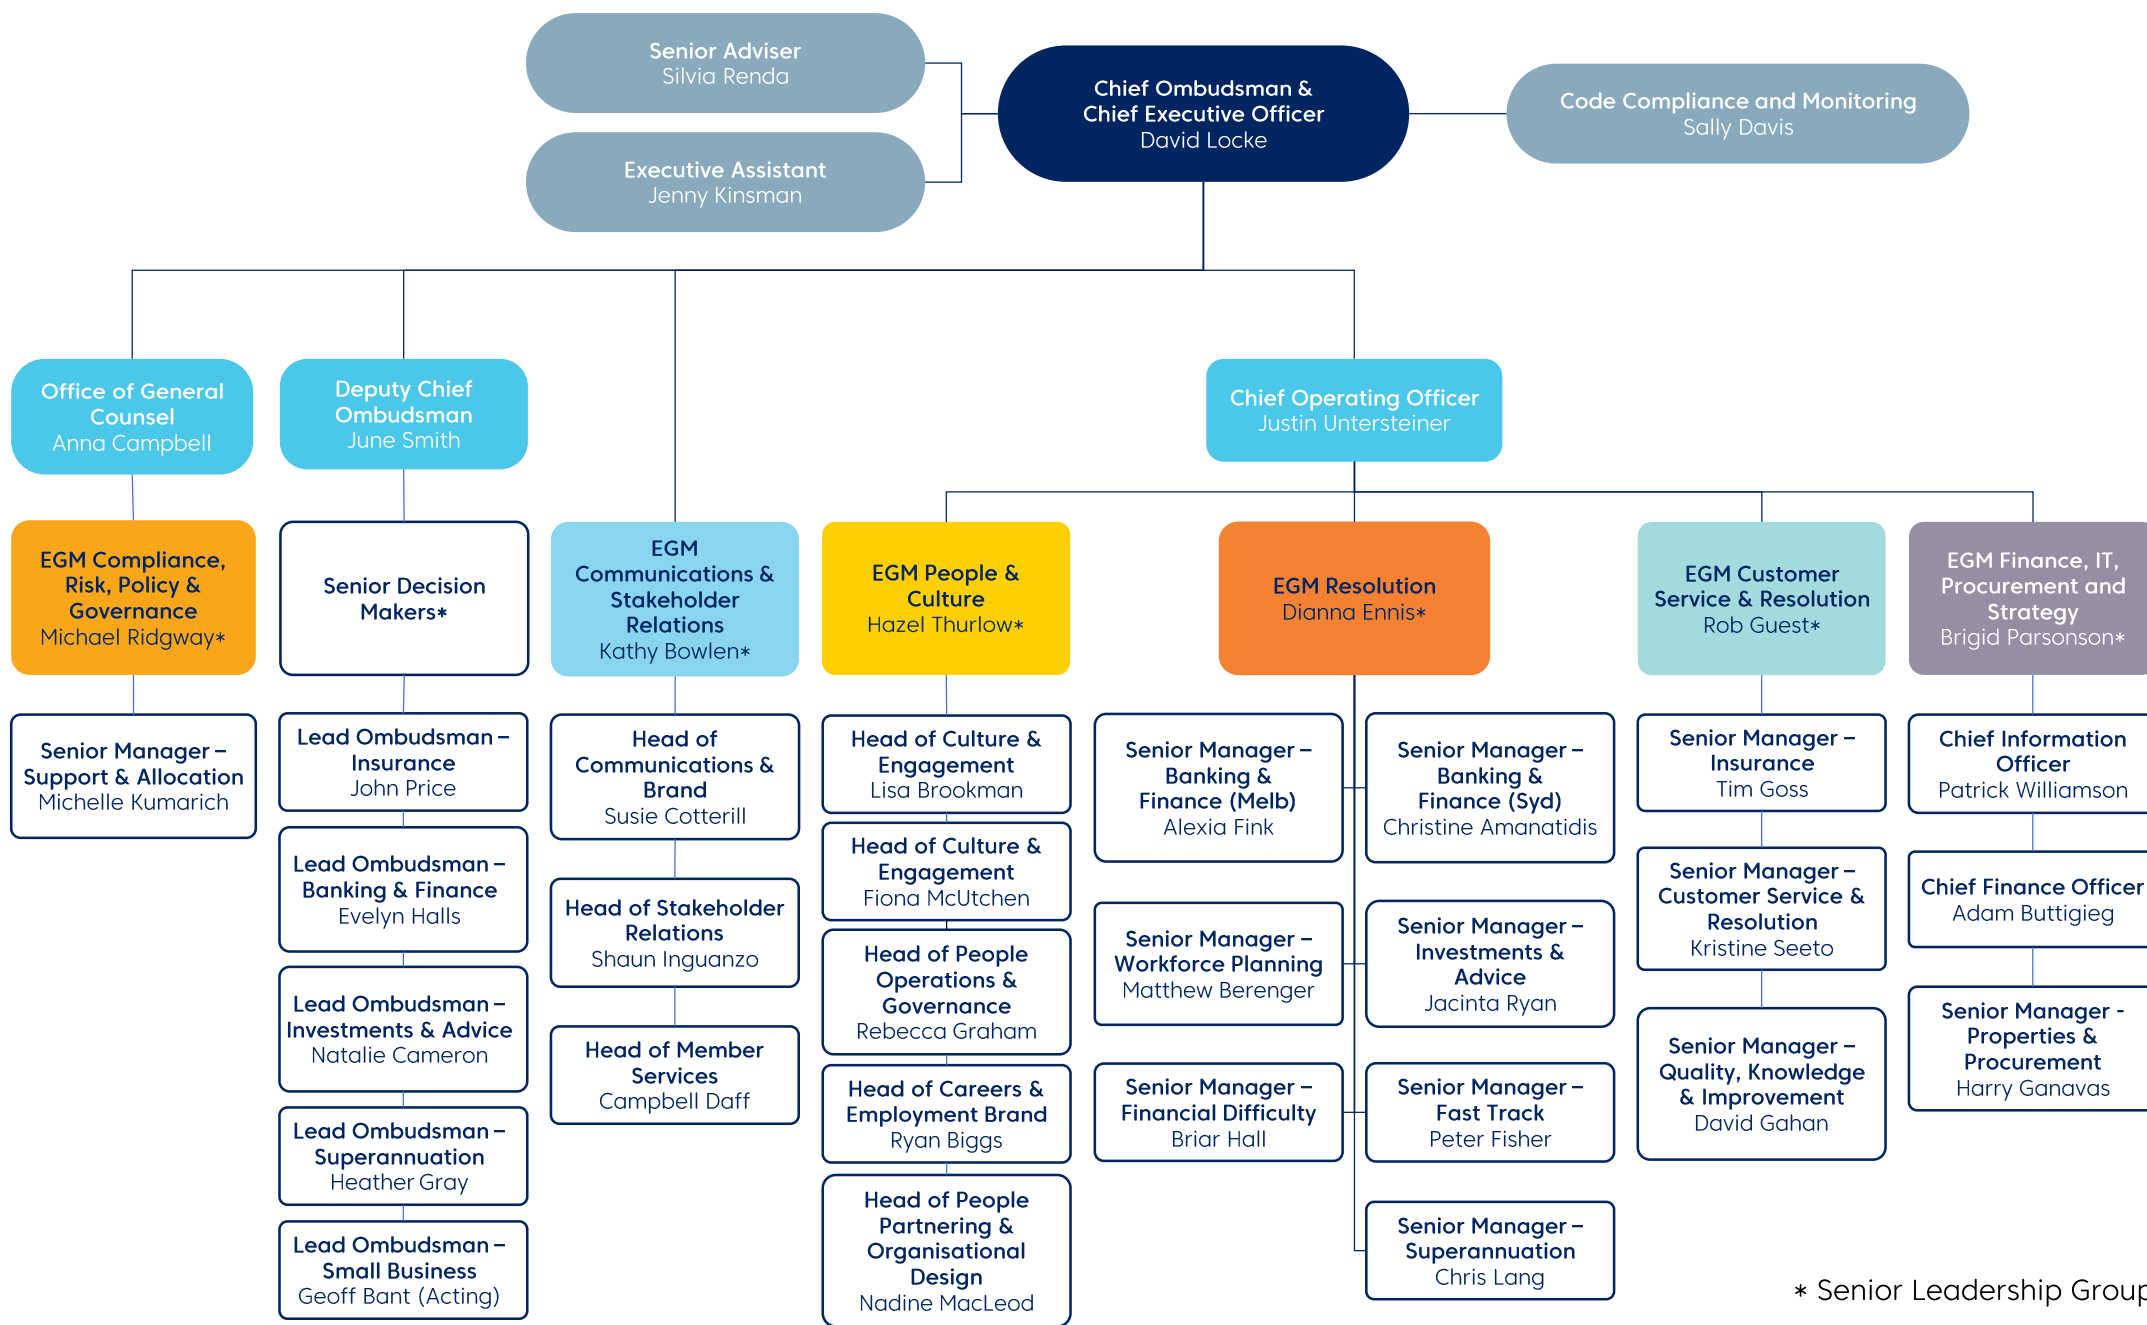 Senior Adviser
Silvia Renda
Executive Assistant
Jenny Kinsman
Chief Ombudsman &
Chief Executive Officer
David Locke
Code Compliance and Monitoring
Sally Davis
Office of General
Counsel
Anna Campbell
Deputy Chief
Ombudsman
June Smith
Chief Operating Officer
Justin Untersteiner
EGM Compliance,
Risk, Policy &
Governance
Michael Ridgway*
Senior Decision
Makers*
EGM
Communications &
Stakeholder
Relations
Kathy Bowlen*
EGM People &
Culture
Hazel Thurlow*
EGM Resolution
Dianna Ennis*
EGM Customer
Service & Resolution
Rob Guest*
EGM Finance, IT,
Procurement and
Strategy
Brigid Parsonson*
Senior Manager –
Support & Allocation
Michelle Kumarich
Lead Ombudsman –
Insurance
John Price
Lead Ombudsman –
Banking & Finance
Evelyn Halls
Lead Ombudsman –
Investments & Advice
Natalie Cameron
Lead Ombudsman –
Superannuation
Heather Gray
Lead Ombudsman –
Small Business
Geoff Bant (Acting)
Head of
Communications &
Brand
Susie Cotterill
Head of Stakeholder
Relations
Shaun Inguanzo
Head of Member
Services
Campbell Daff
Head of Culture &
Engagement
Lisa Brookman
Head of Culture &
Engagement
Fiona McUtchen
Head of People
Operations &
Governance
Rebecca Graham
Head of Careers &
Employment Brand
Ryan Biggs
Head of People
Partnering &
Organisational
Design
Nadine MacLeod
Senior Manager –
Banking &
Finance (Melb)
Alexia Fink
Senior Manager –
Workforce Planning
Matthew Berenger
Senior Manager –
Financial Difficulty
Briar Hall
Senior Manager –
Banking &
Finance (Syd)
Christine Amanatidis
Senior Manager –
Investments &
Advice
Jacinta Ryan
Senior Manager –
Fast Track
Peter Fisher
Senior Manager –
Superannuation
Chris Lang
Senior Manager –
Insurance
Tim Goss
Senior Manager –
Customer Service &
Resolution
Kristine Seeto
Senior Manager –
Quality, Knowledge
& Improvement
David Gahan
Chief Information
Officer
Patrick Williamson
Chief Finance Officer
Adam Buttigieg
Senior Manager -
Properties &
Procurement
Harry Ganavas
* Senior Leadership Group